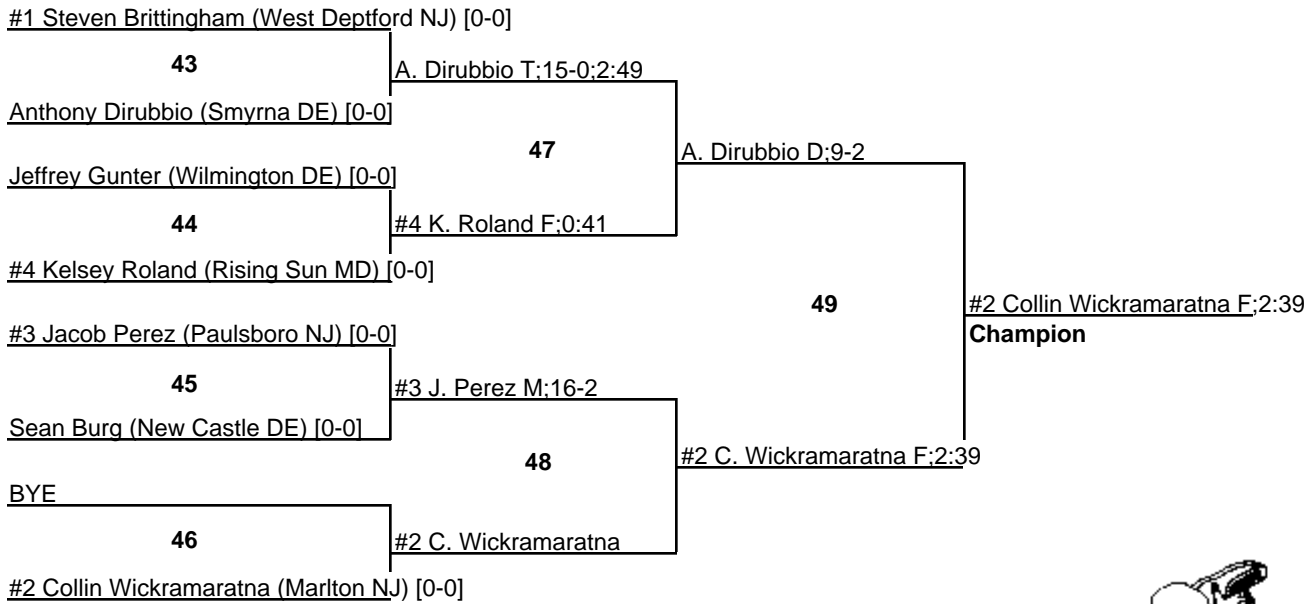 #1 Steven Brittingham (West Deptford NJ) [0-0]
43
A. Dirubbio T;15-0;2:49
Anthony Dirubbio (Smyrna DE) [0-0]
47
A. Dirubbio D;9-2
Jeffrey Gunter (Wilmington DE) [0-0]
44
#4 K. Roland F;0:41
#4 Kelsey Roland (Rising Sun MD) [0-0]
49
#2 Collin Wickramaratna F;2:39
Champion
#3 Jacob Perez (Paulsboro NJ) [0-0]
45
#3 J. Perez M;16-2
Sean Burg (New Castle DE) [0-0]
48
#2 C. Wickramaratna F;2:39
BYE
46
#2 C. Wickramaratna
#2 Collin Wickramaratna (Marlton NJ) [0-0]